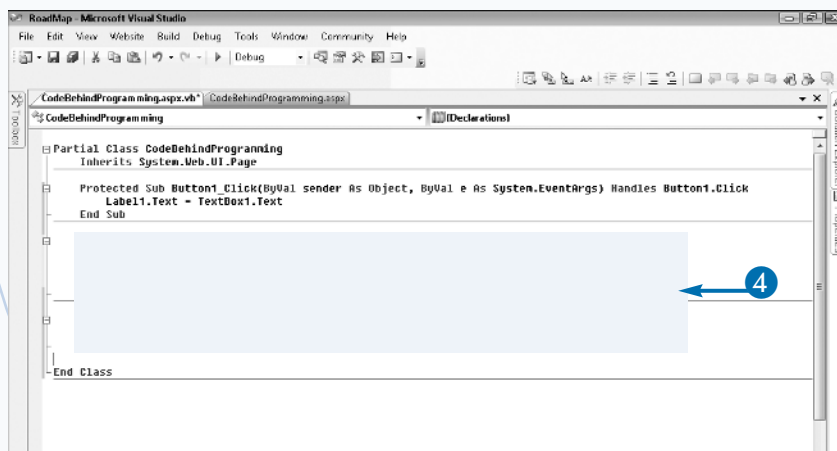 RoadMap - Microsoft Visual Studio
File Edit View Website Build Debug Tools Window Community Help
Debug
Toolbox
CodeBehindProgramming.aspx.vb* CodeBehindProgramming.aspx
CodeBehindProgramming (Declarations)
Partial Class CodeBehindProgramming
Inherits System.Web.UI.Page
Protected Sub Button1_Click(ByVal sender As Object, ByVal e As System.EventArgs) Handles Button1.Click
Label1.Text = TextBox1.Text
End Sub
4
End Class